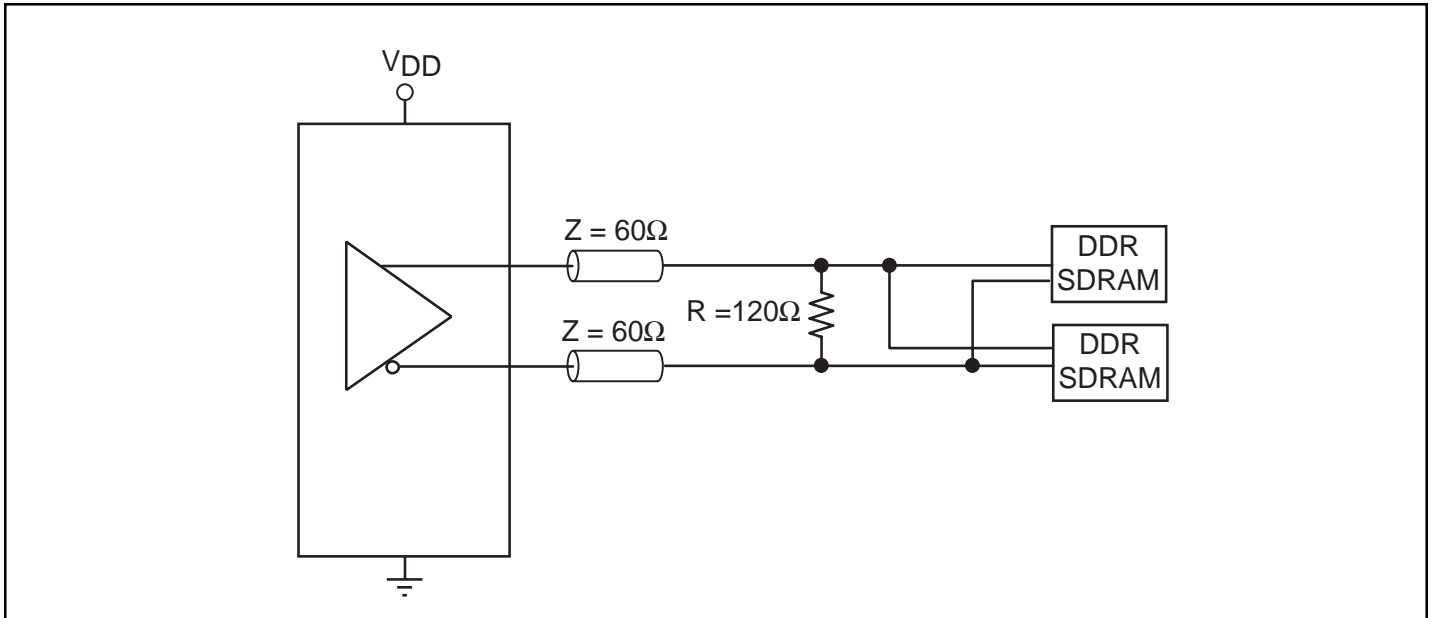 VDD
Z = 60Ω
R =120Ω
Z = 60Ω
DDR
SDRAM
DDR
SDRAM